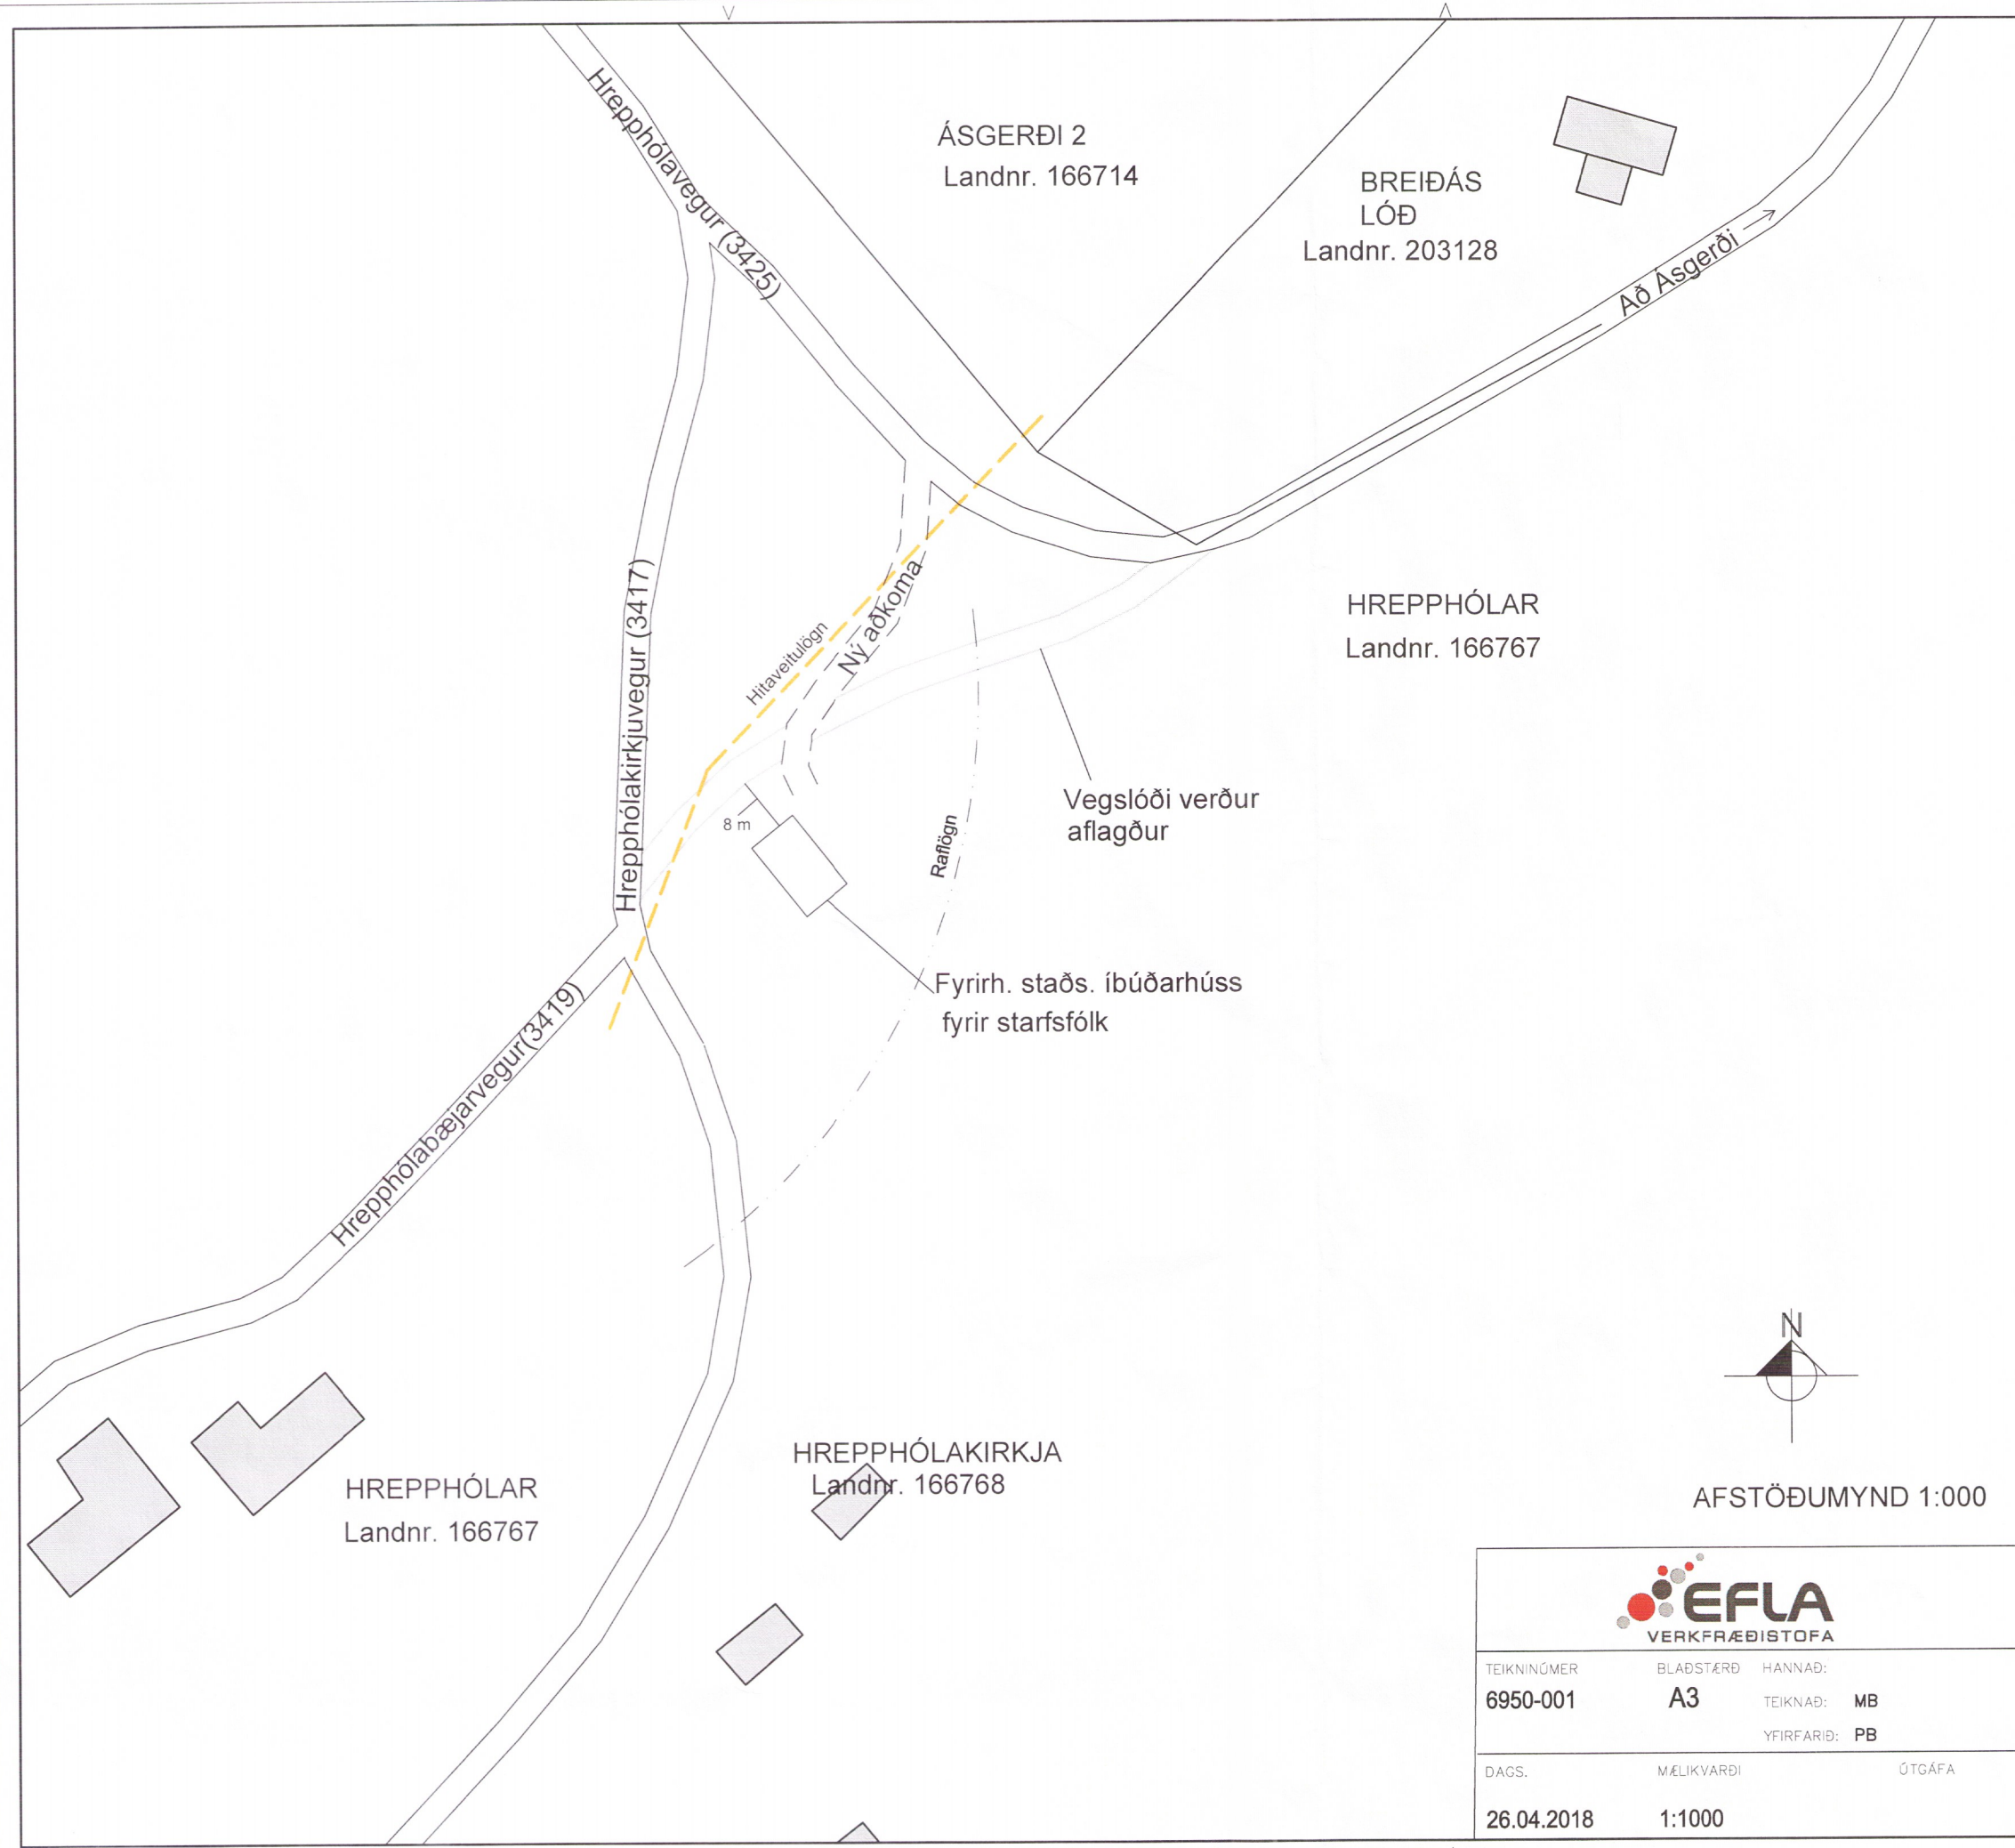 Hrepphólavegur (3425)
ÁSGERÐI 2
Landnr. 166714
BREIÐÁS
LÓÐ
Landnr. 203128
Að Ásgerði
HREPPHÓLAR
Landnr. 166767
Hrepphólakirkjuvegur (3417)
Hitaveitulögn
Ný aðkoma
8 m
Raflögn
Vegslóði verður
aflagður
Fyrirh. staðs. íbúðarhúss
fyrir starfsfólk
Hrepphólabæjarvegur(3419)
HREPPHÓLAR
Landnr. 166767
HREPPHÓLAKIRKJA
Landnr. 166768
N
AFSTÖÐUMYND 1:000
EFLA
VERKFRÆÐISTOFA
TEIKNINÚMER BLAÐSTÆRÐ HANNAÐ:
6950-001 A3 TEIKNAÐ: MB
YFIRFARIÐ: PB
DAGS. MÆLIKVARÐI ÚTGÁFA
26.04.2018 1:1000